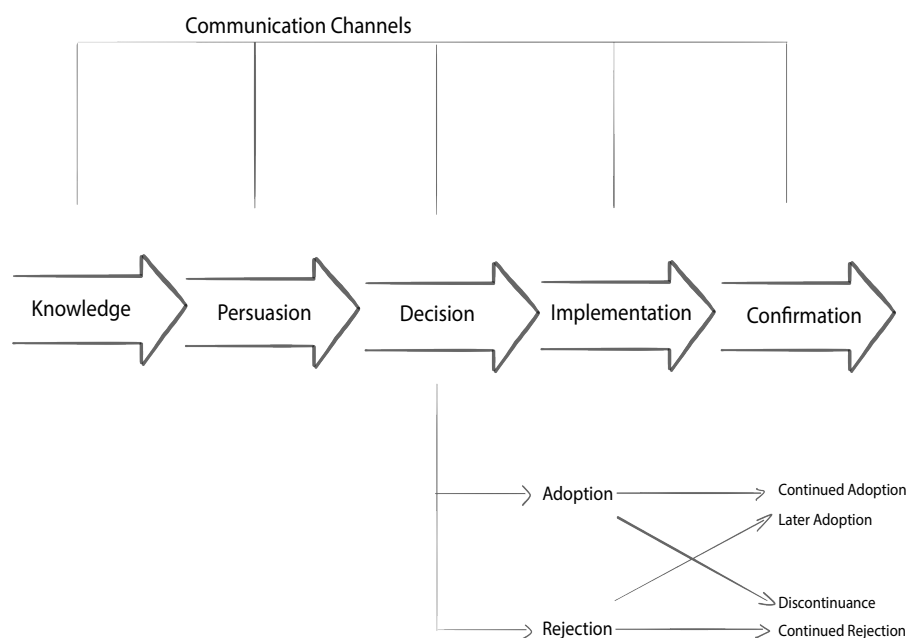 Communication Channels
Knowledge
Persuasion
Decision
Implementation
Confirmation
Adoption
Continued Adoption
Later Adoption
Discontinuance
Rejection
Continued Rejection